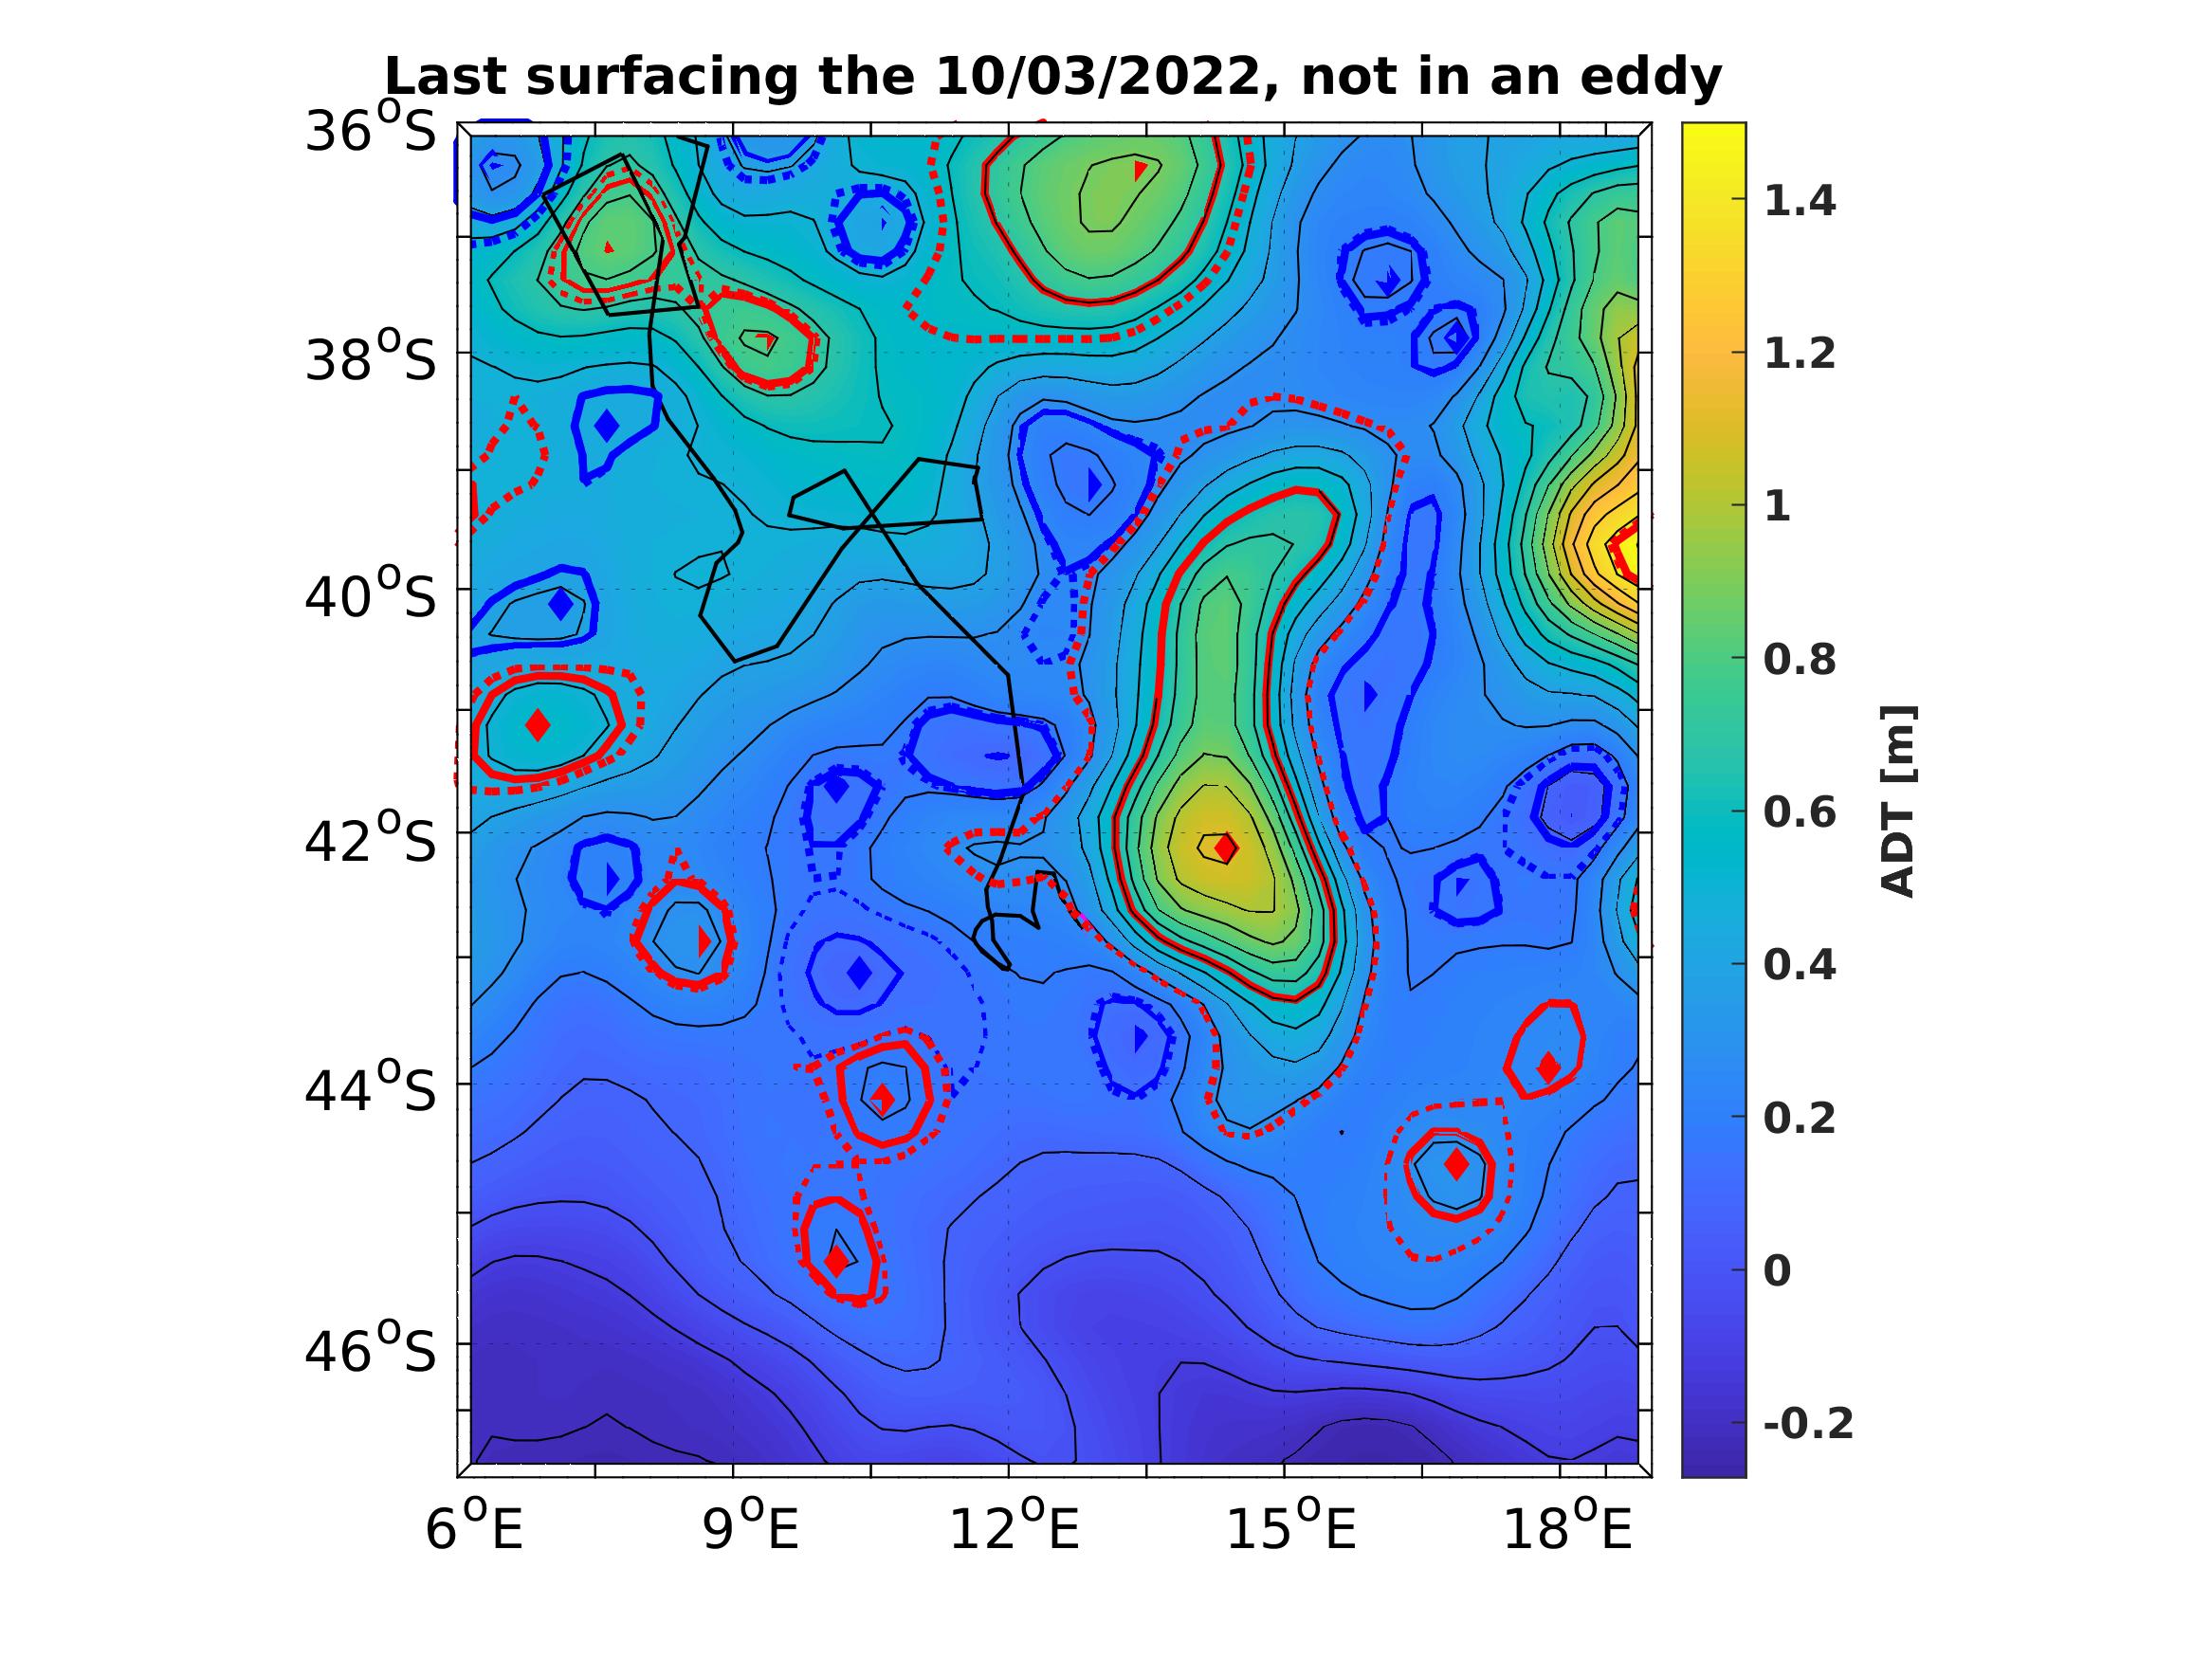 Last surfacing the 10/03/2022, not in an eddy
36°S
38°S
40°S
42°S
44°S
46°S
6°E 9°E 12°E 15°E 18°E
1.4
1.2
1
0.8
0.6
0.4
0.2
0
-0.2
ADT [m]